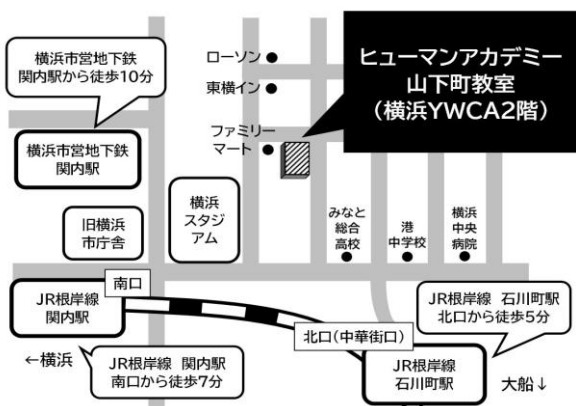 横浜市営地下鉄
関内駅から徒歩10分
横浜市営地下鉄
関内駅
ローソン
東横イン
ファミリー
マート
ヒューマンアカデミー
山下町教室
（横浜YWCA2階）
旧横浜
市庁舎
横浜
スタジ
アム
みなと
総合
高校
港
中学校
横浜
中央
病院
南口
JR根岸線
関内駅
←横浜
JR根岸線 関内駅
南口から徒歩7分
北口（中華街口）
JR根岸線 石川町駅
北口から徒歩5分
JR根岸線
石川町駅
大船↓